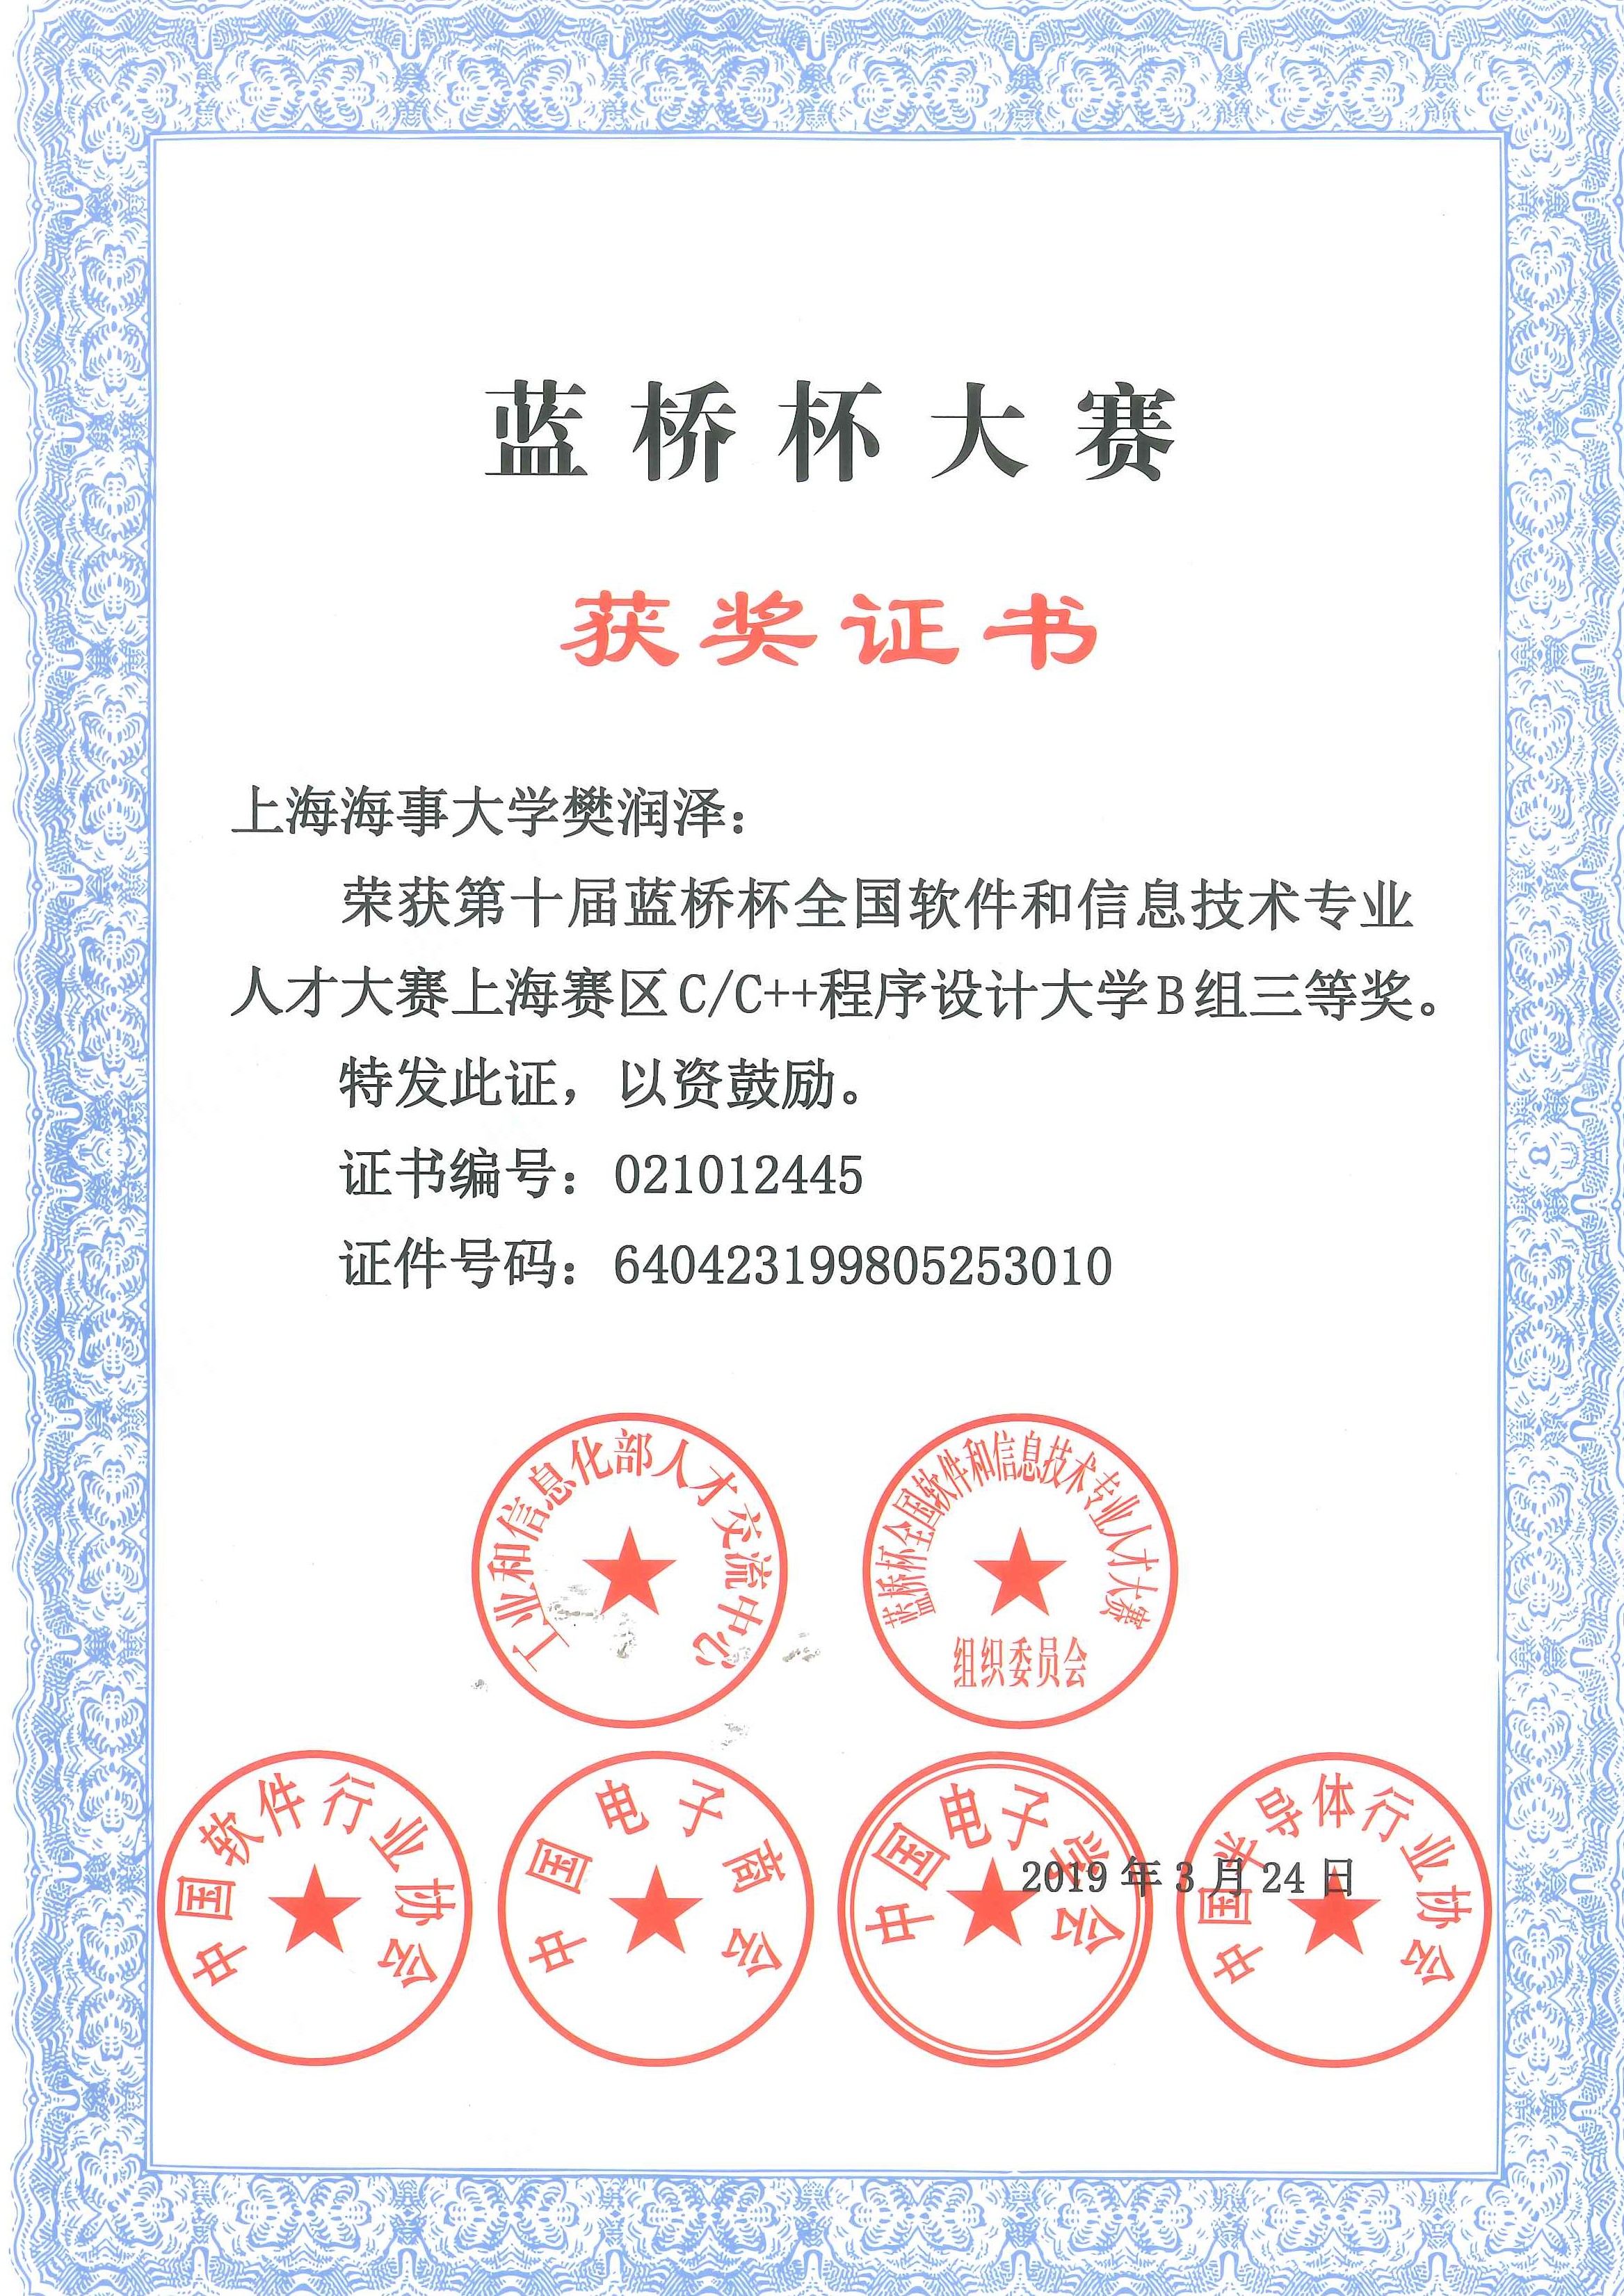 蓝桥杯大赛
获奖证书
上海海事大学樊润泽：
荣获第十届蓝桥杯全国软件和信息技术专业
人才大赛上海赛区C/C++程序设计大学B组三等奖。
特发此证，以资鼓励。
证书编号：021012445
证件号码：640423199805253010
工业和信息化部人才交流中心
蓝桥杯全国软件和信息技术专业人才大赛
组织委员会
中国软件行业协会
中国电子商会
中国电子学会
中国半导体行业协会
2019年3月24日